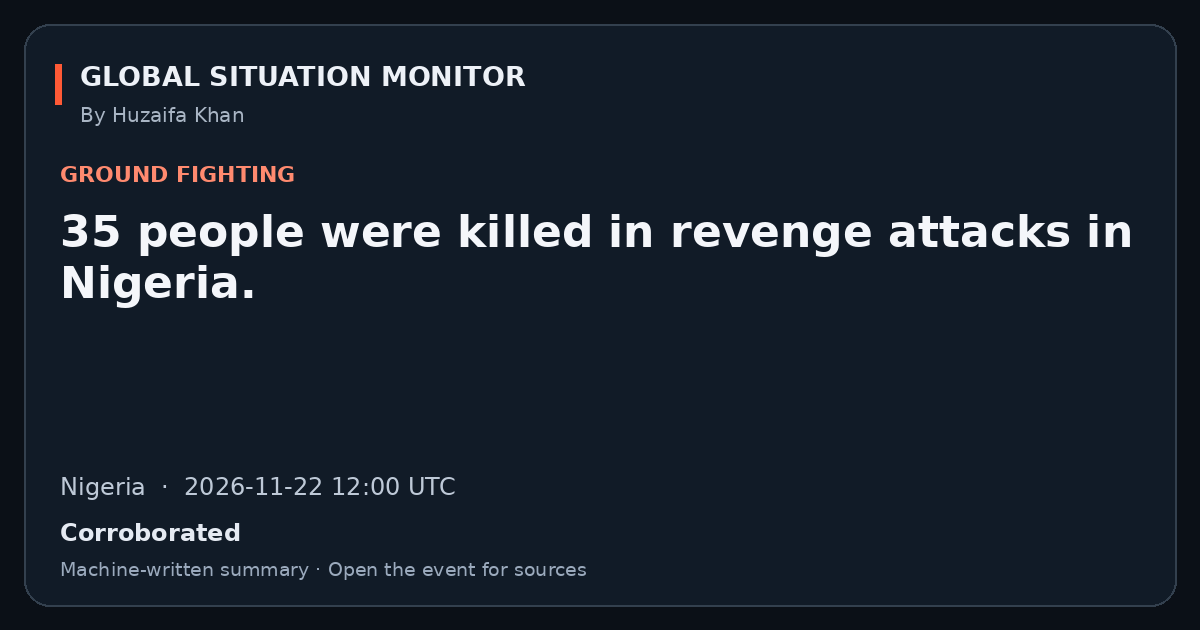 GLOBAL SITUATION MONITOR
By Huzaifa Khan
GROUND FIGHTING
35 people were killed in revenge attacks in
Nigeria.
Nigeria · 2026-11-22 12:00 UTC
Corroborated
Machine-written summary · Open the event for sources